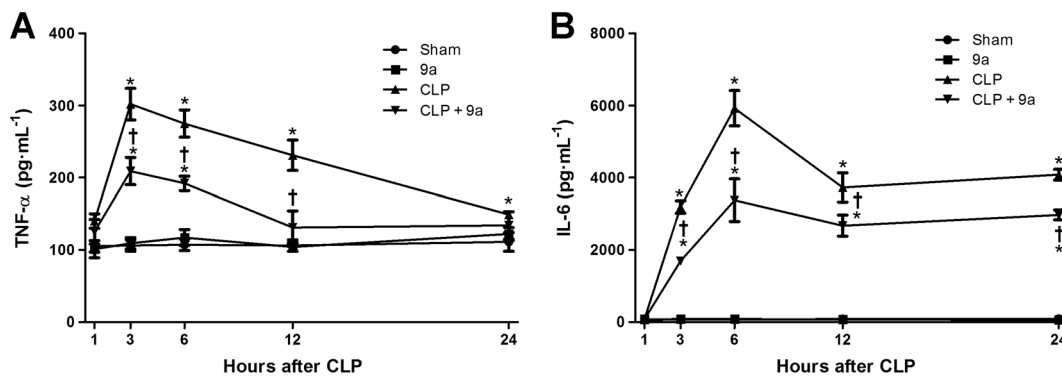 A
TNF-α (pg·mL⁻¹)
400
300
200
100
0
Sham
9a
CLP
CLP + 9a
*
*
*
*
†
*
†
*
†
1
3
6
12
24
Hours after CLP
B
IL-6 (pg·mL⁻¹)
8000
6000
4000
2000
0
Sham
9a
CLP
CLP + 9a
*
*
*
*
†
*
†
*
†
*
†
*
1
3
6
12
24
Hours after CLP